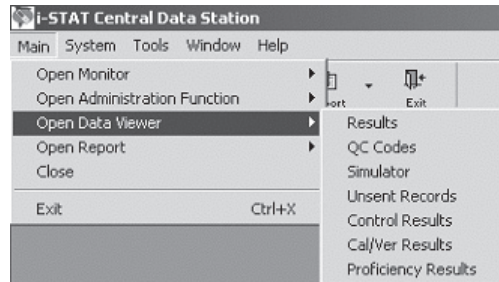 i-STAT Central Data Station
Main System Tools Window Help
Open Monitor
Open Administration Function
Open Data Viewer
Open Report
Close
Exit Ctrl+X
Exit
Results
QC Codes
Simulator
Unsent Records
Control Results
Cal/Ver Results
Proficiency Results